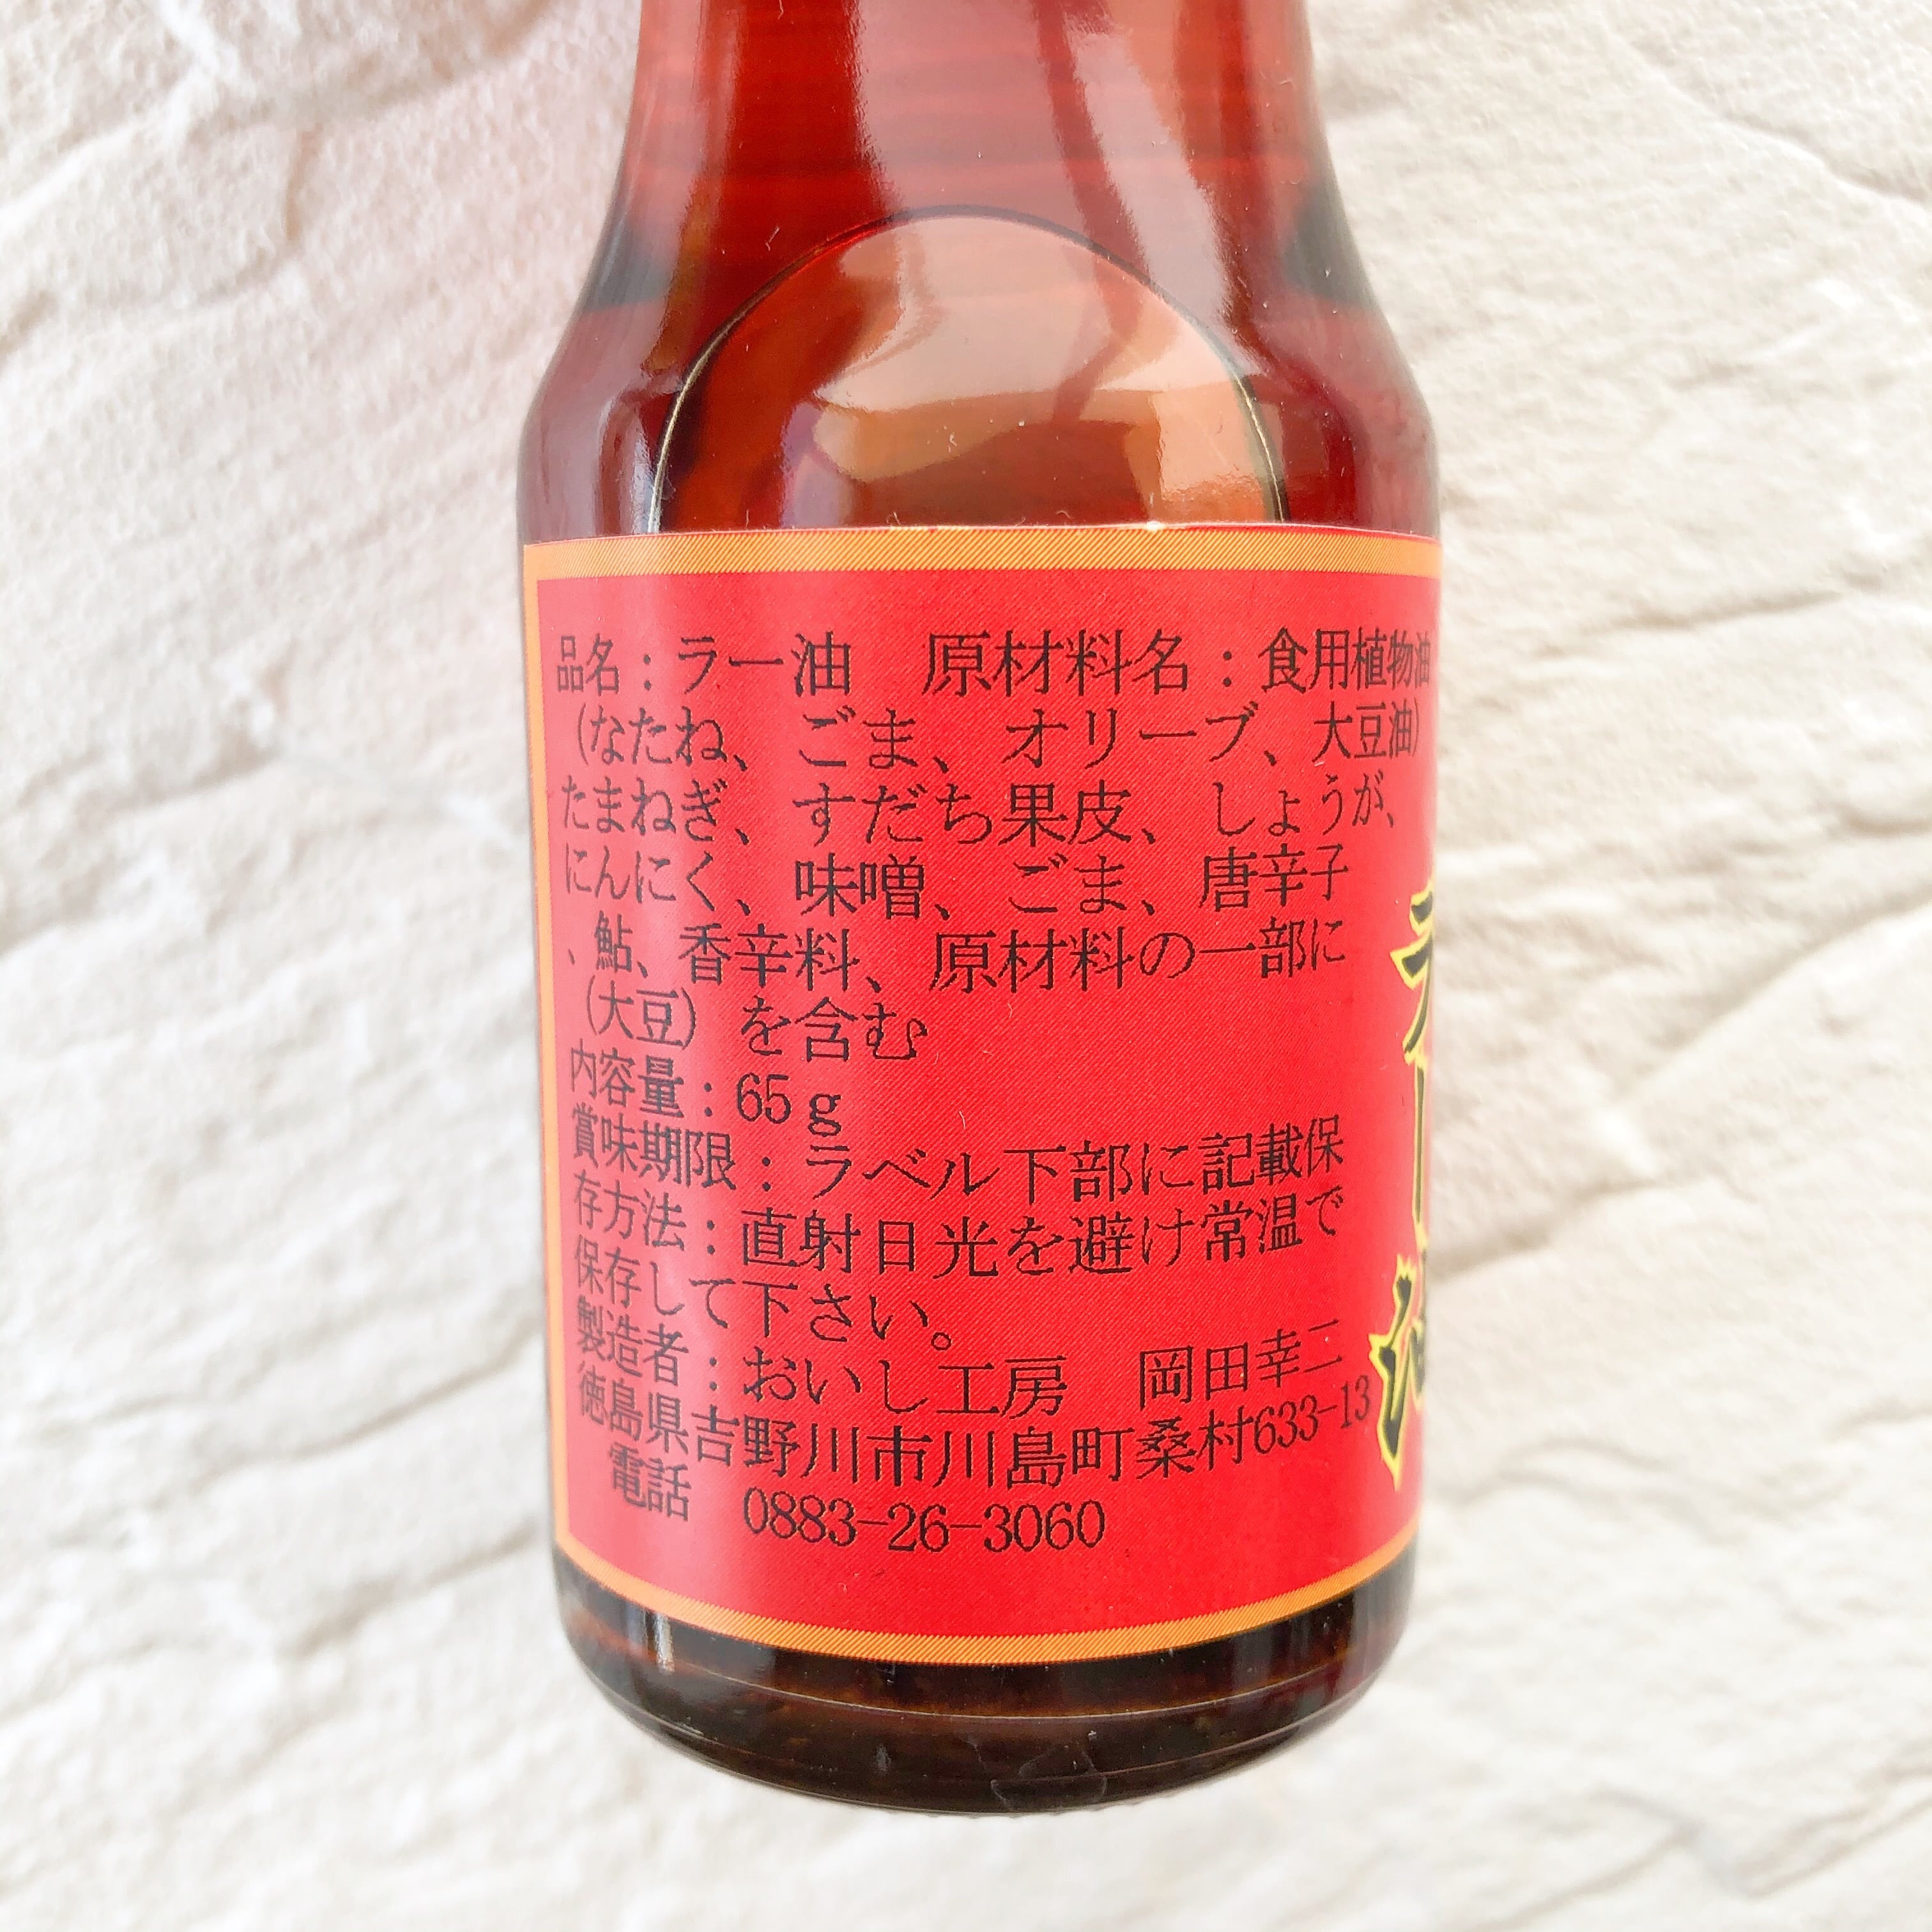 品名：ラー油　原材料名：食用植物油
（なたね、ごま、オリーブ、大豆油）
たまねぎ、すだち果皮、しょうが、
にんにく、味噌、ごま、唐辛子
、鮎、香辛料、原材料の一部に
（大豆）を含む
内容量：65ｇ
賞味期限：ラベル下部に記載保
存方法：直射日光を避け常温で
保存して下さい。
製造者：おいし工房　岡田幸二
徳島県吉野川市川島町桑村633-13
電話　0883-26-3060